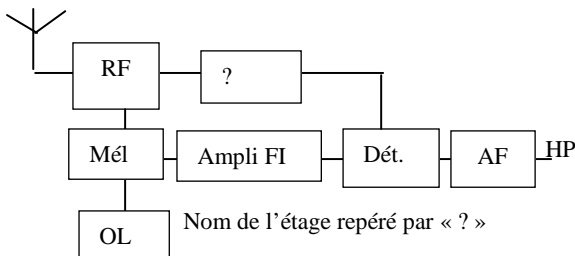 RF
?
Mél
Ampli FI
Dét.
AF
HP
OL
Nom de l’étage repéré par « ? »